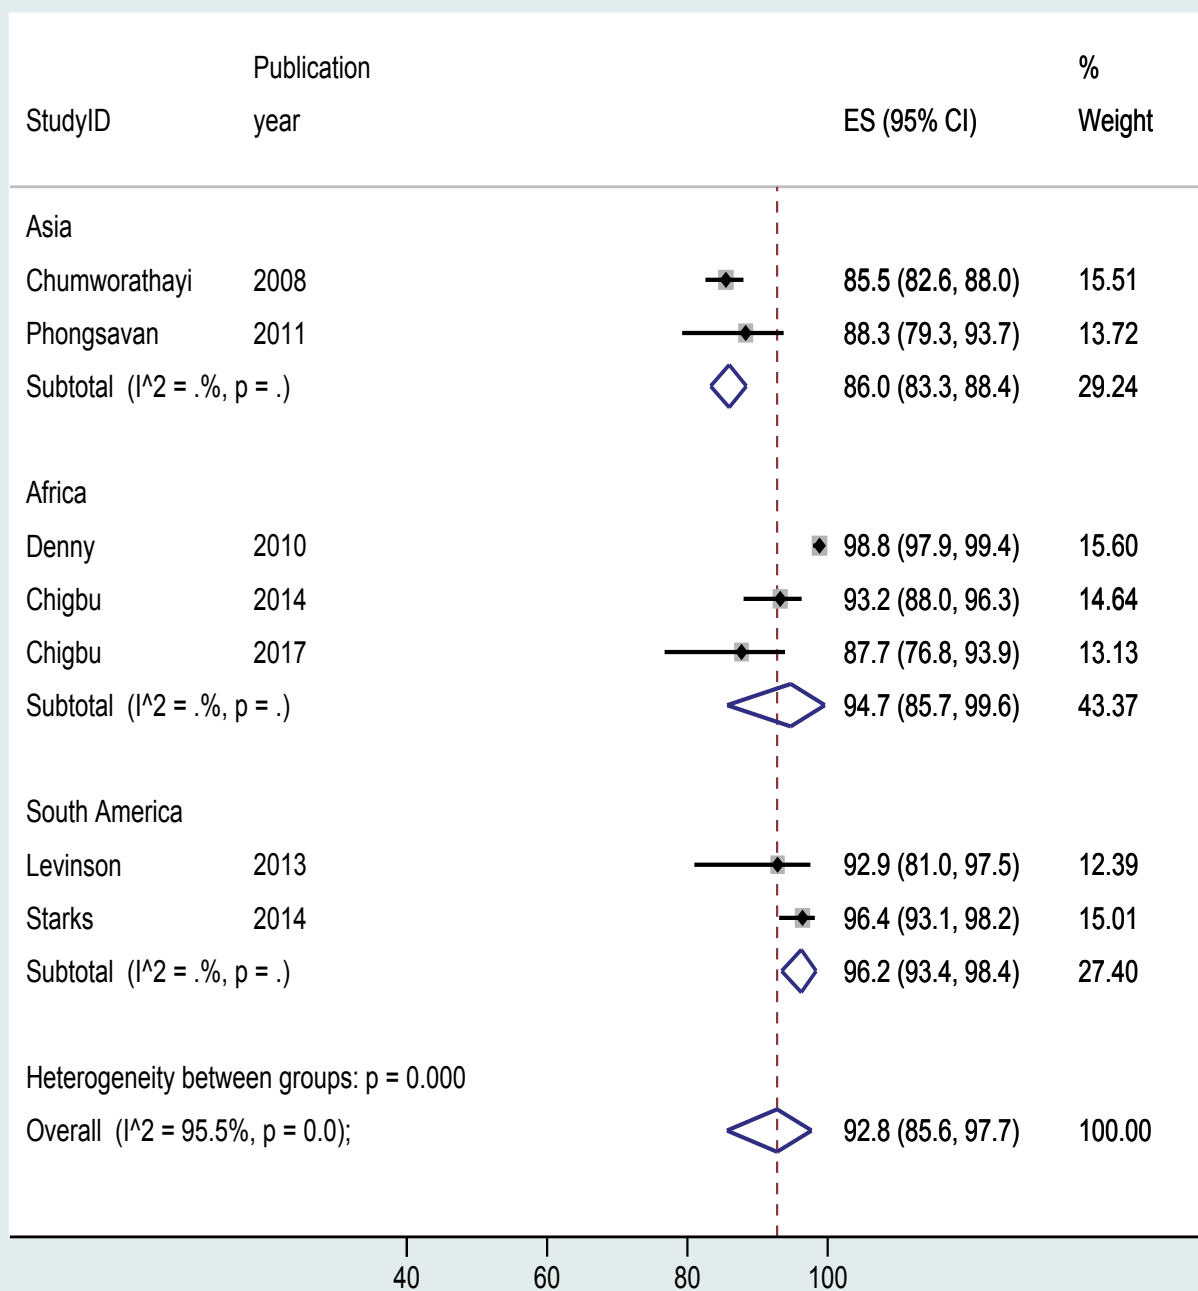 Publication %
StudyID year ES (95% CI) Weight
Asia
Chumworathayi 2008 85.5 (82.6, 88.0) 15.51
Phongsavan 2011 88.3 (79.3, 93.7) 13.72
Subtotal (I^2 = .%, p = .) 86.0 (83.3, 88.4) 29.24
Africa
Denny 2010 98.8 (97.9, 99.4) 15.60
Chigbu 2014 93.2 (88.0, 96.3) 14.64
Chigbu 2017 87.7 (76.8, 93.9) 13.13
Subtotal (I^2 = .%, p = .) 94.7 (85.7, 99.6) 43.37
South America
Levinson 2013 92.9 (81.0, 97.5) 12.39
Starks 2014 96.4 (93.1, 98.2) 15.01
Subtotal (I^2 = .%, p = .) 96.2 (93.4, 98.4) 27.40
Heterogeneity between groups: p = 0.000
Overall (I^2 = 95.5%, p = 0.0); 92.8 (85.6, 97.7) 100.00
40 60 80 100